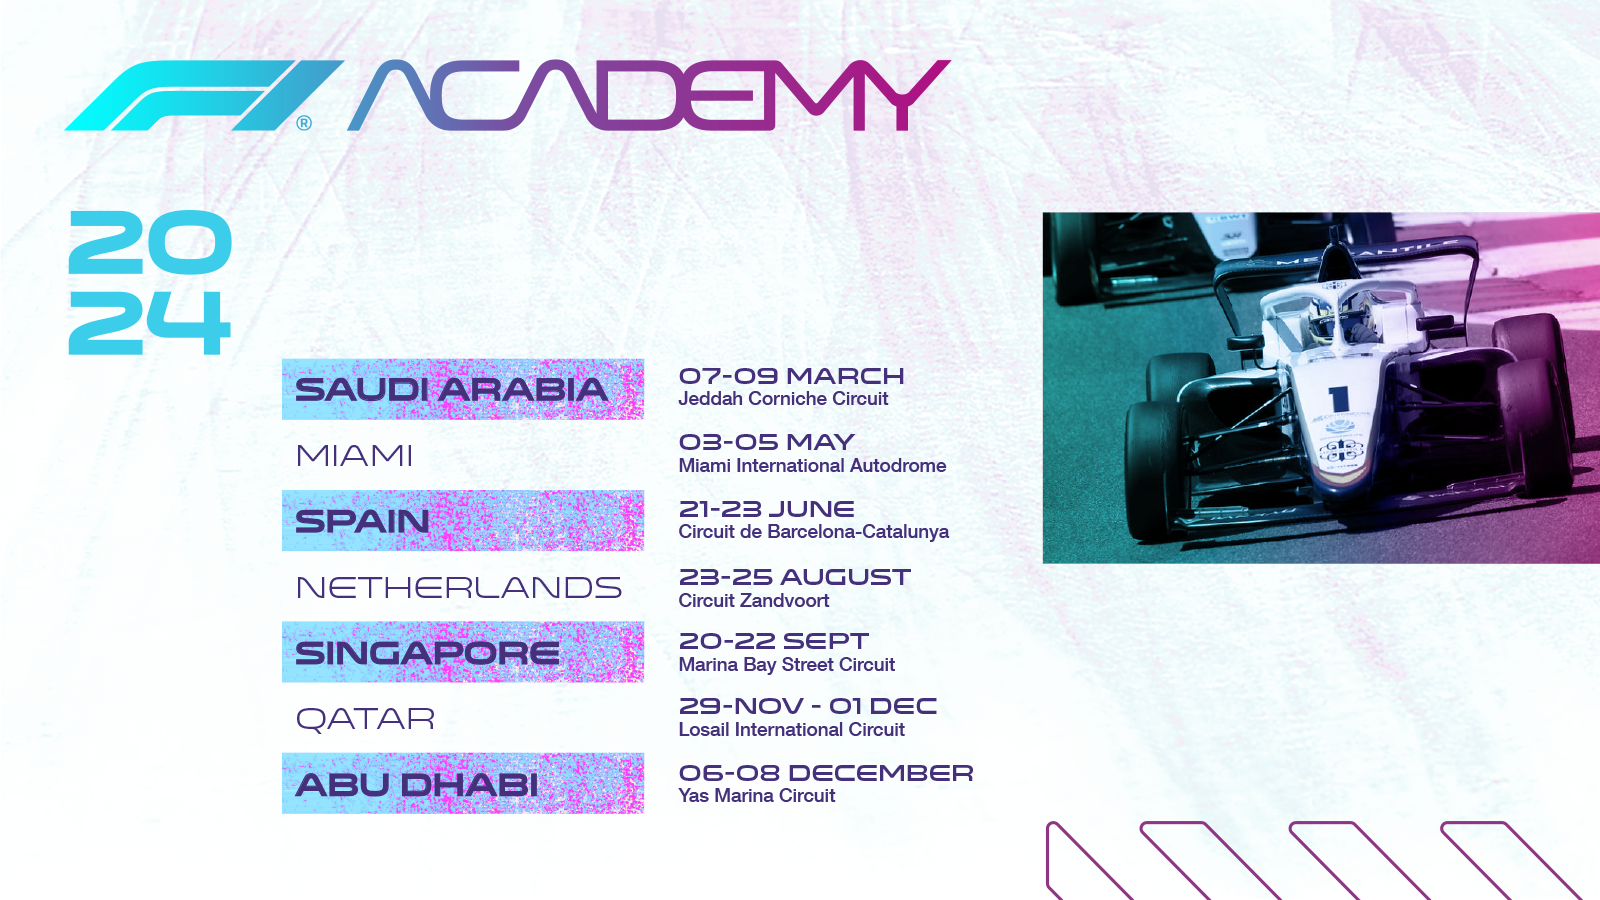 F1® ACADEMY
20
24
SAUDI ARABIA
07-09 MARCH
Jeddah Corniche Circuit
MIAMI
03-05 MAY
Miami International Autodrome
SPAIN
21-23 JUNE
Circuit de Barcelona-Catalunya
NETHERLANDS
23-25 AUGUST
Circuit Zandvoort
SINGAPORE
20-22 SEPT
Marina Bay Street Circuit
QATAR
29-NOV - 01 DEC
Losail International Circuit
ABU DHABI
06-08 DECEMBER
Yas Marina Circuit
BWT
MERCANTILE
1